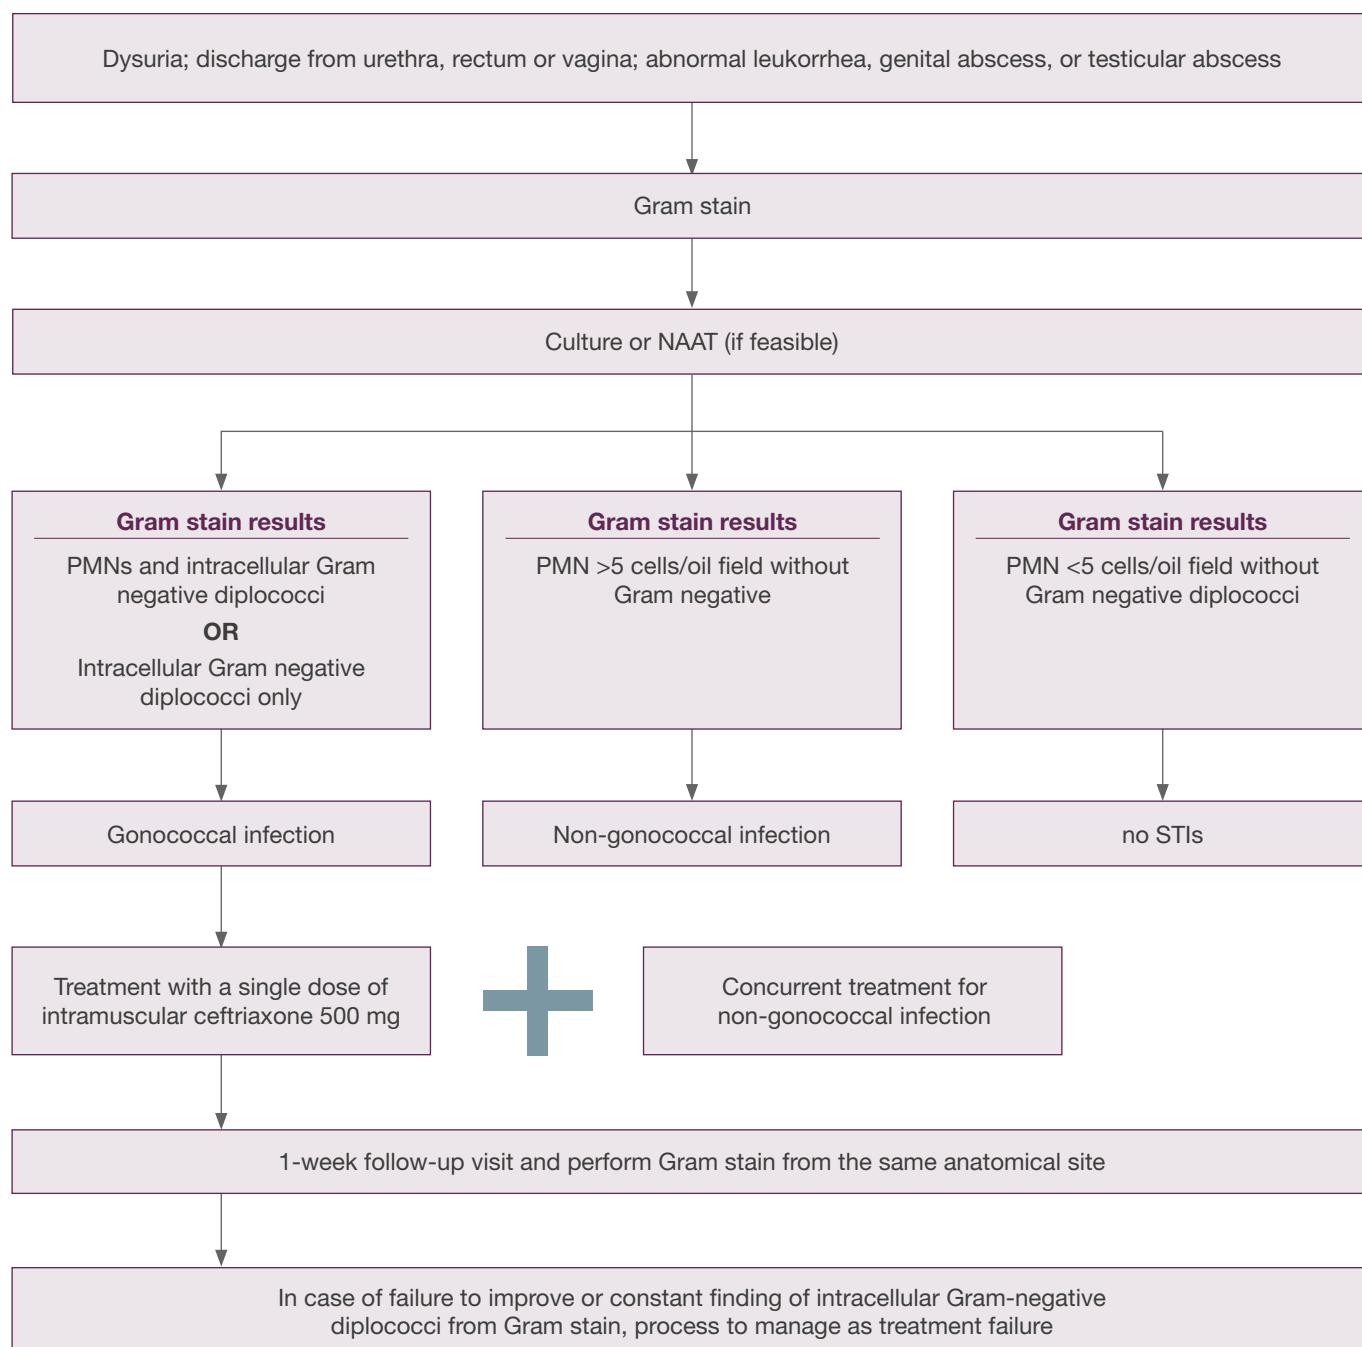 Dysuria; discharge from urethra, rectum or vagina; abnormal leukorrhea, genital abscess, or testicular abscess
Gram stain
Culture or NAAT (if feasible)
Gram stain results
PMNs and intracellular Gram
negative diplococci
OR
Intracellular Gram negative
diplococci only
Gram stain results
PMN >5 cells/oil field without
Gram negative
Gram stain results
PMN <5 cells/oil field without
Gram negative diplococci
Gonococcal infection
Non-gonococcal infection
no STIs
Treatment with a single dose of
intramuscular ceftriaxone 500 mg
Concurrent treatment for
non-gonococcal infection
1-week follow-up visit and perform Gram stain from the same anatomical site
In case of failure to improve or constant finding of intracellular Gram-negative
diplococci from Gram stain, process to manage as treatment failure